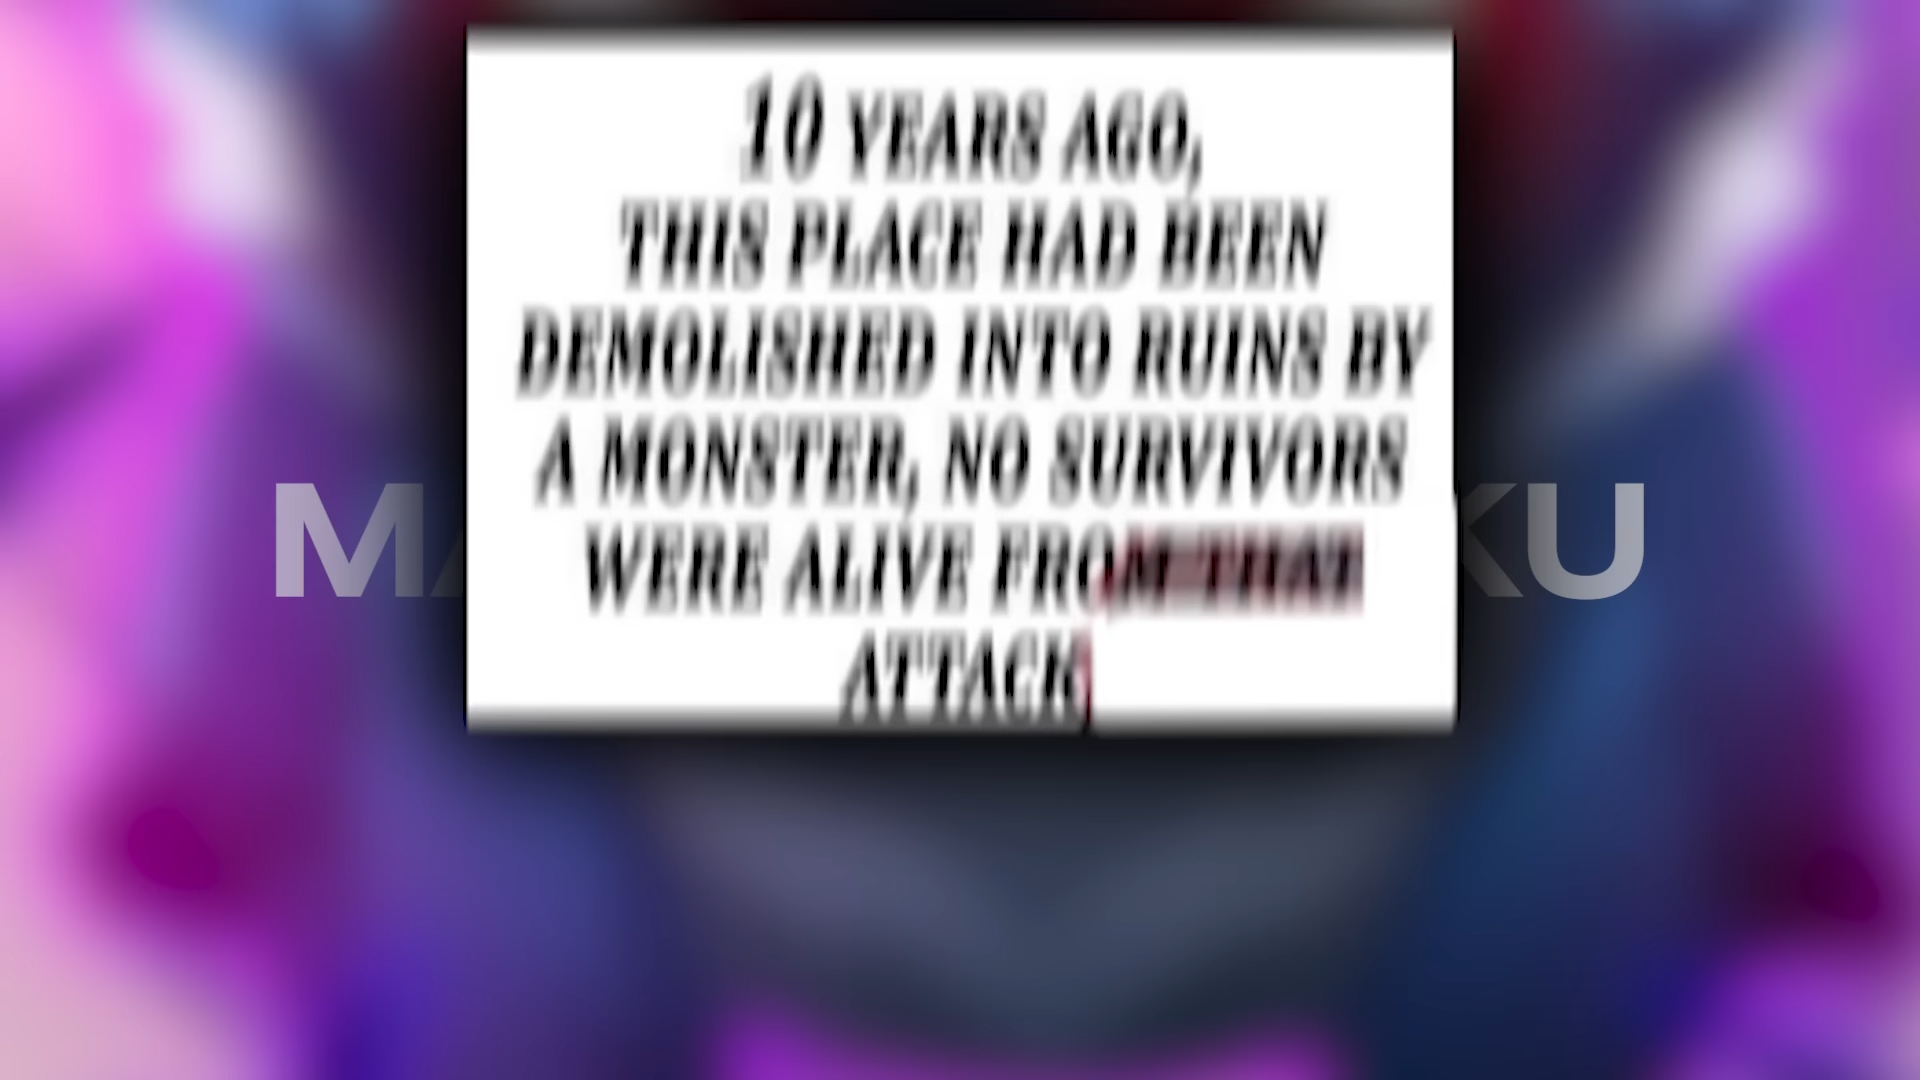 10 YEARS AGO,
THIS PLACE HAD BEEN
DEMOLISHED INTO RUINS BY
A MONSTER, NO SURVIVORS
WERE ALIVE FROM THAT
ATTACK